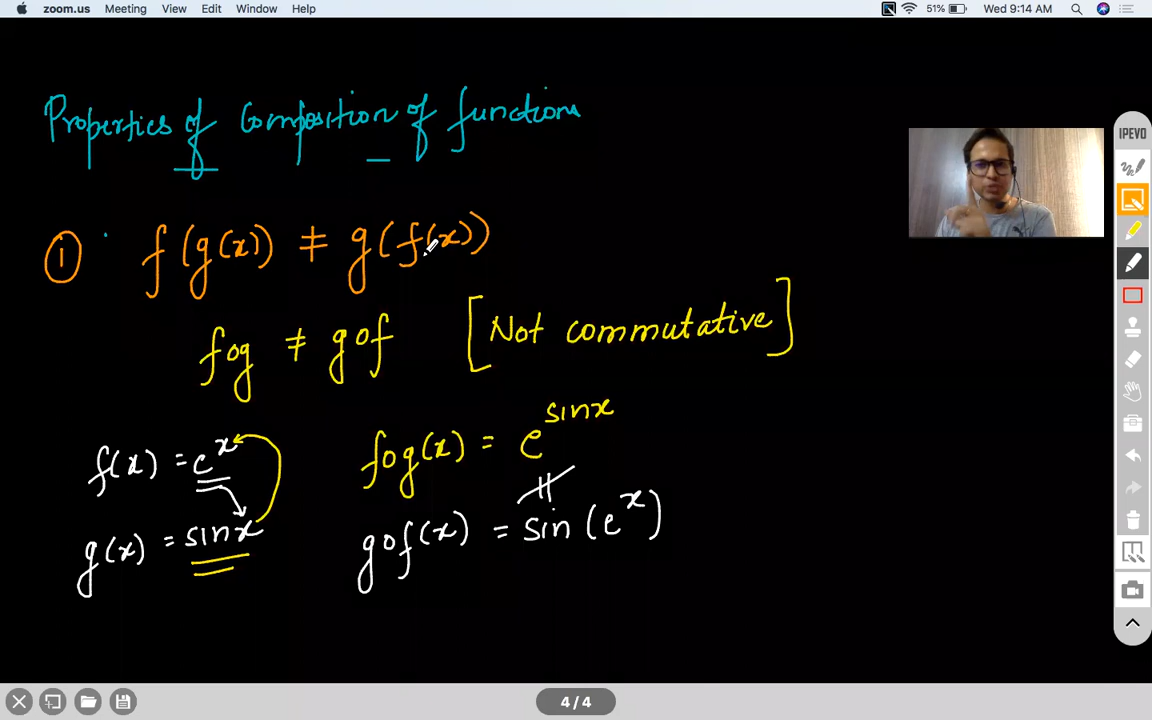 zoom.us Meeting View Edit Window Help 51% Wed 9:14 AM
Properties of Composition of functions
IPEVO
① f(g(x)) ≠ g(f(x))
fog ≠ gof [Not commutative]
f(x) = e^x
fog(x) = e^sinx
g(x) = sinx
gof(x) = sin(e^x)
4/4